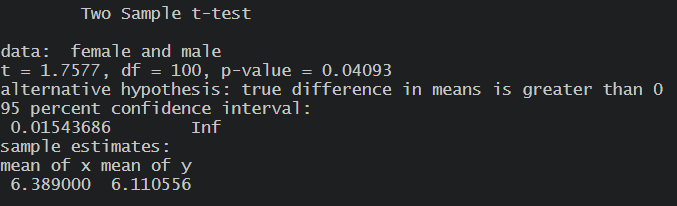 Two Sample t-test
data:  female and male
t = 1.7577, df = 100, p-value = 0.04093
alternative hypothesis: true difference in means is greater than 0
95 percent confidence interval:
 0.01543686        Inf
sample estimates:
mean of x mean of y
 6.389000  6.110556